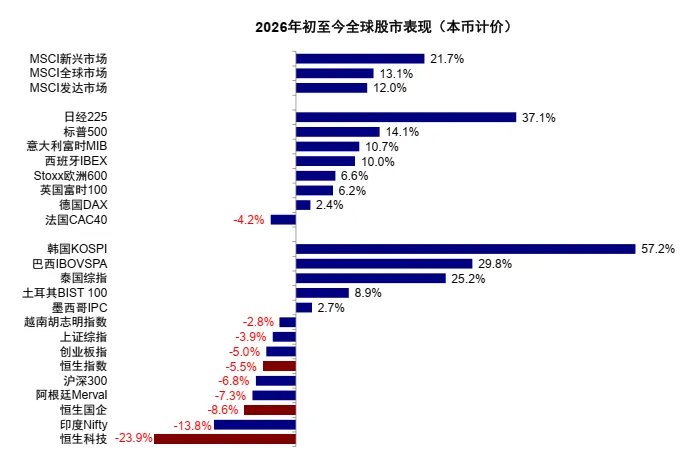 2026年初至今全球股市表现（本币计价）
MSCI新兴市场 21.7%
MSCI全球市场 13.1%
MSCI发达市场 12.0%
日经225 37.1%
标普500 14.1%
意大利富时MIB 10.7%
西班牙IBEX 10.0%
Stoxx欧洲600 6.6%
英国富时100 6.2%
德国DAX 2.4%
法国CAC40 -4.2%
韩国KOSPI 57.2%
巴西IBOVSPA 29.8%
泰国综指 25.2%
土耳其BIST 100 8.9%
墨西哥IPC 2.7%
越南胡志明指数 -2.8%
上证综指 -3.9%
创业板指 -5.0%
恒生指数 -5.5%
沪深300 -6.8%
阿根廷Merval -7.3%
恒生国企 -8.6%
印度Nifty -13.8%
恒生科技 -23.9%